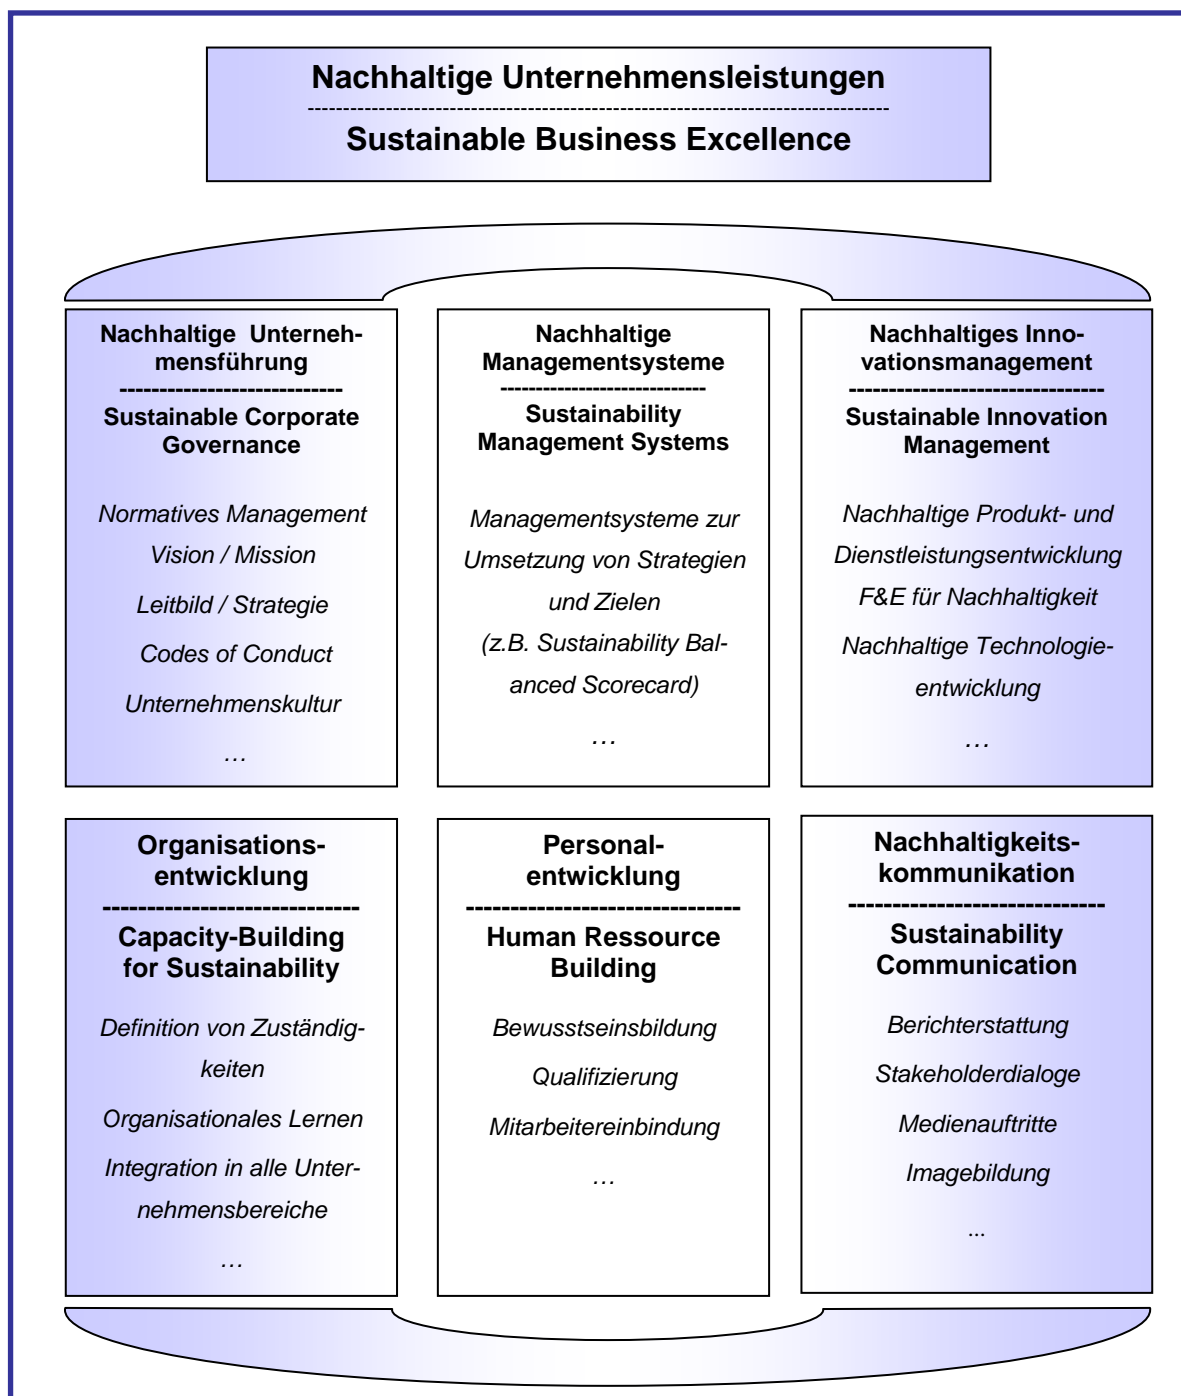 Nachhaltige Unternehmensleistungen
--------------------------------------------------------------------------------
Sustainable Business Excellence
Nachhaltige Unterneh-
mensführung
----------------------------
Sustainable Corporate
Governance
Normatives Management
Vision / Mission
Leitbild / Strategie
Codes of Conduct
Unternehmenskultur
…
Nachhaltige
Managementsysteme
-----------------------------
Sustainability
Management Systems
Managementsysteme zur
Umsetzung von Strategien
und Zielen
(z.B. Sustainability Bal-
anced Scorecard)
…
Nachhaltiges Inno-
vationsmanagement
--------------------------------
Sustainable Innovation
Management
Nachhaltige Produkt- und
Dienstleistungsentwicklung
F&E für Nachhaltigkeit
Nachhaltige Technologie-
entwicklung
…
Organisations-
entwicklung
-----------------------------
Capacity-Building
for Sustainability
Definition von Zuständig-
keiten
Organisationales Lernen
Integration in alle Unter-
nehmensbereiche
…
Personal-
entwicklung
-------------------------------
Human Ressource
Building
Bewusstseinsbildung
Qualifizierung
Mitarbeitereinbindung
…
Nachhaltigkeits-
kommunikation
-----------------------------
Sustainability
Communication
Berichterstattung
Stakeholderdialoge
Medienauftritte
Imagebildung
...